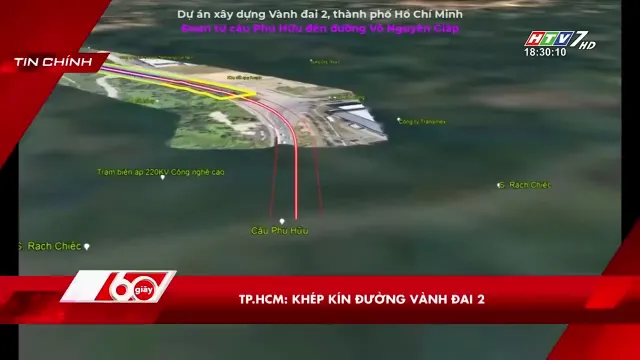 Dự án xây dựng Vành đai 2, thành phố Hồ Chí Minh
Đoạn từ cầu Phú Hữu đến đường Võ Nguyên Giáp
HTV7 HD
18:30:10
TIN CHÍNH
Công ty Transimex
Trạm biến áp 220KV Công nghệ cao
S. Rạch Chiếc
Cầu Phú Hữu
S. Rạch Chiếc
60 giây
TP.HCM: KHÉP KÍN ĐƯỜNG VÀNH ĐAI 2